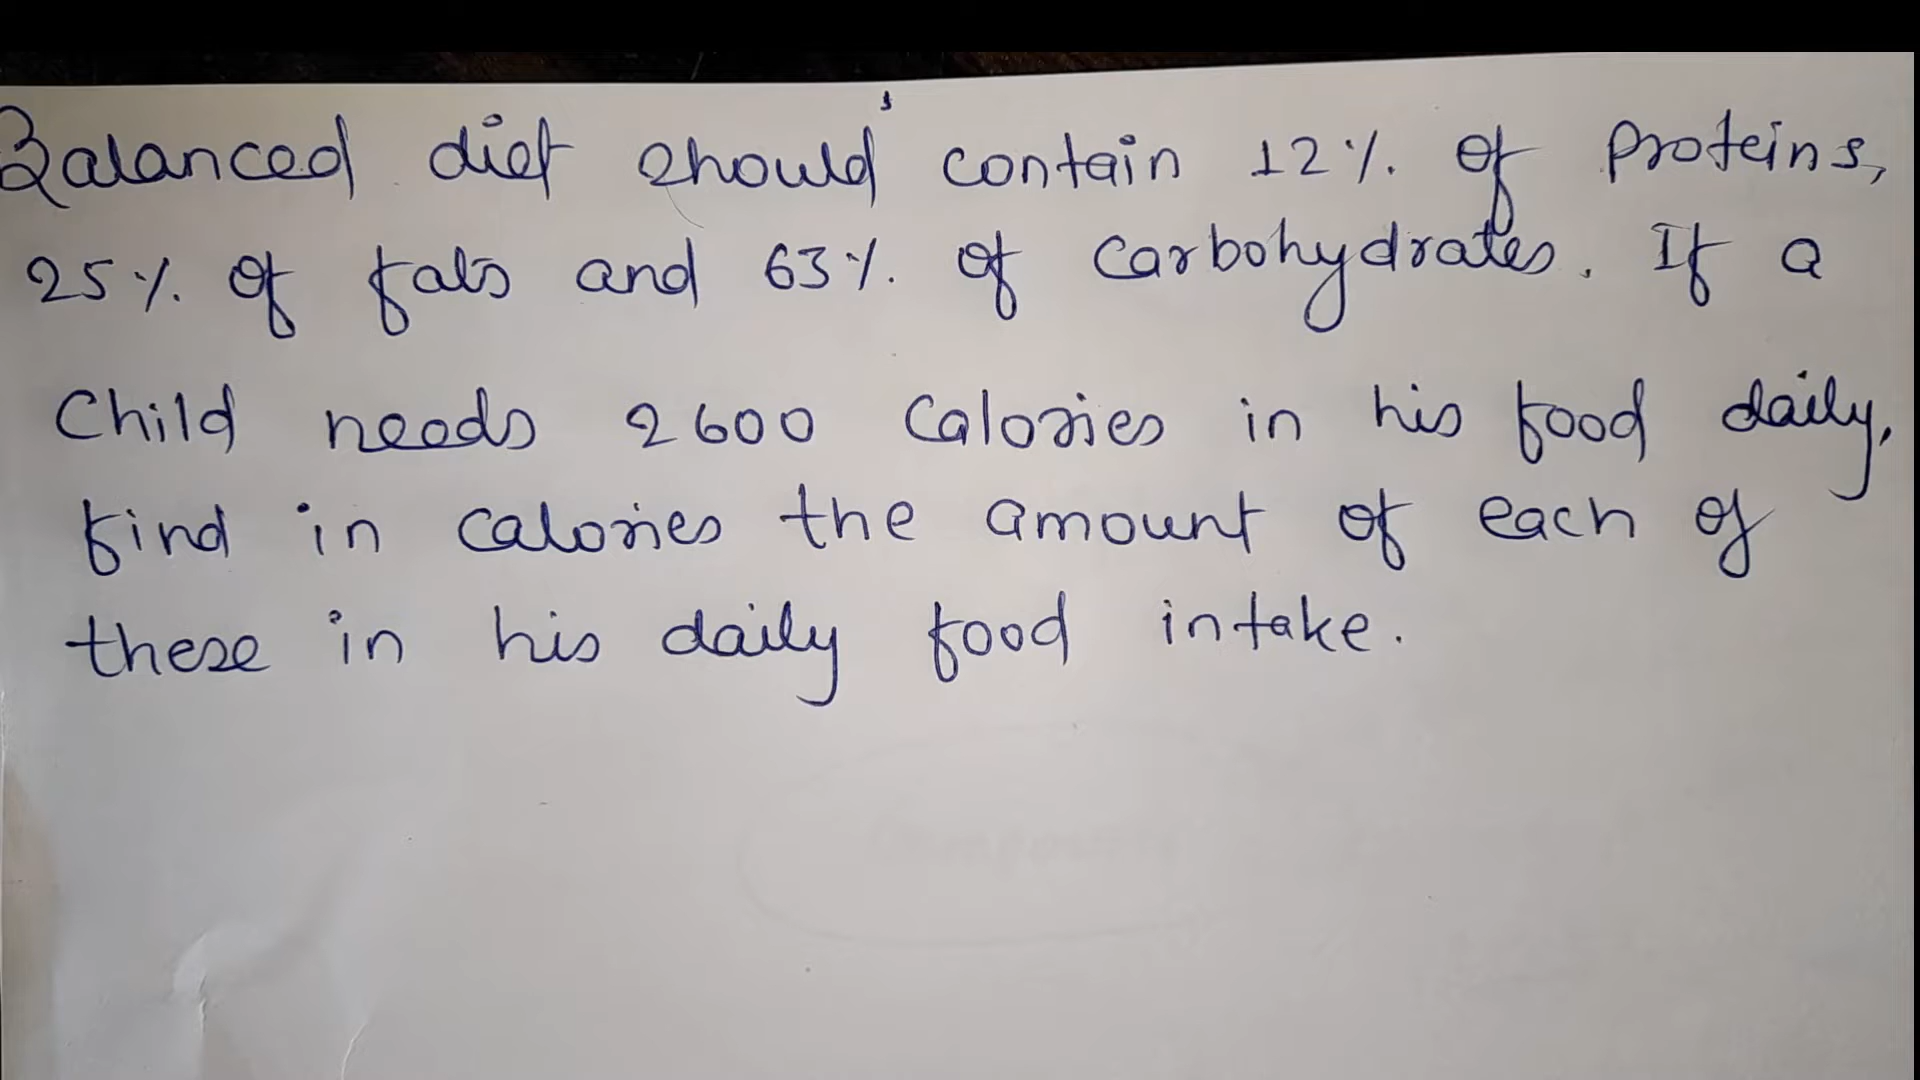 Balanced diet should contain 12% of proteins,
25% of fats and 63% of carbohydrates. If a
Child needs 2600 Calories in his food daily,
find in calories the amount of each of
these in his daily food intake.